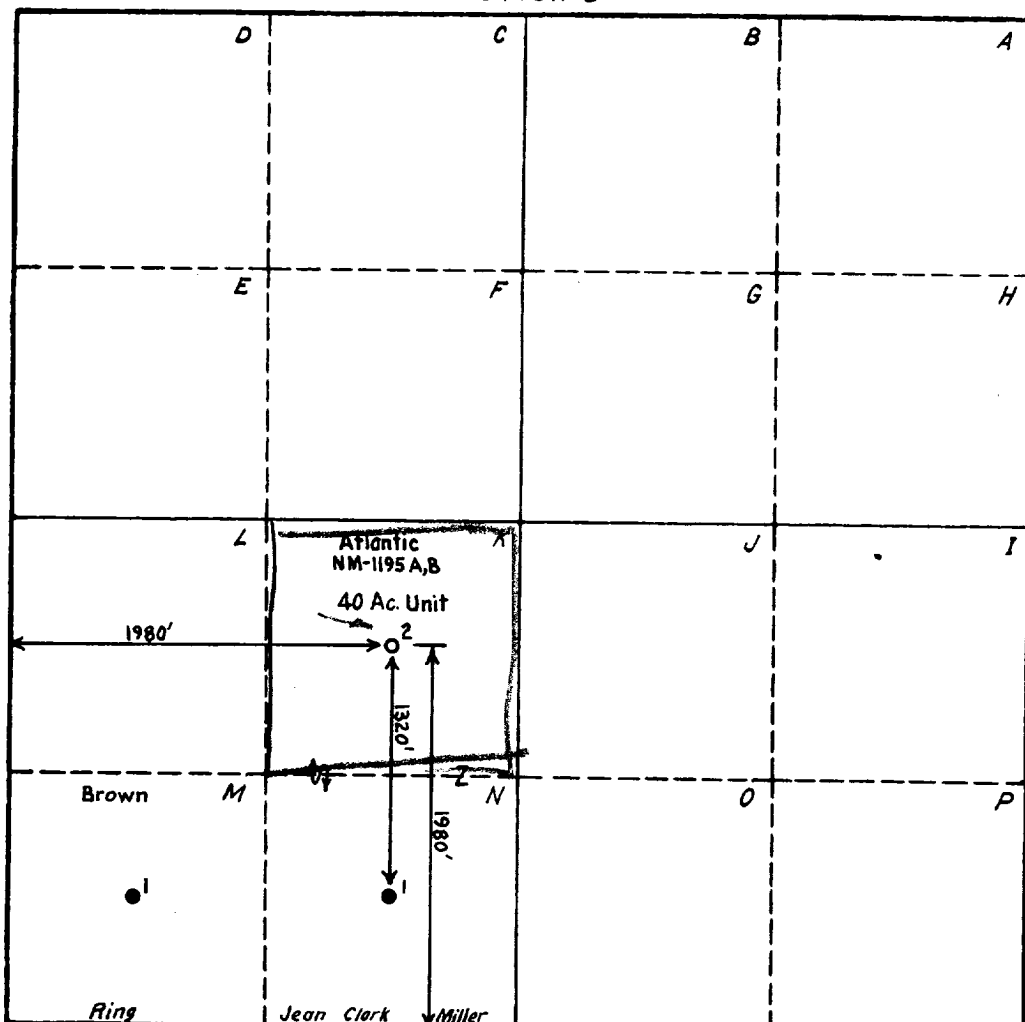 D C B A
E F G H
L K J I
Atlantic
NM-1195 A,B
40 Ac. Unit
1980' 2
1320'
Brown M N O P
1980'
1 1
Ring Jean Clark Miller